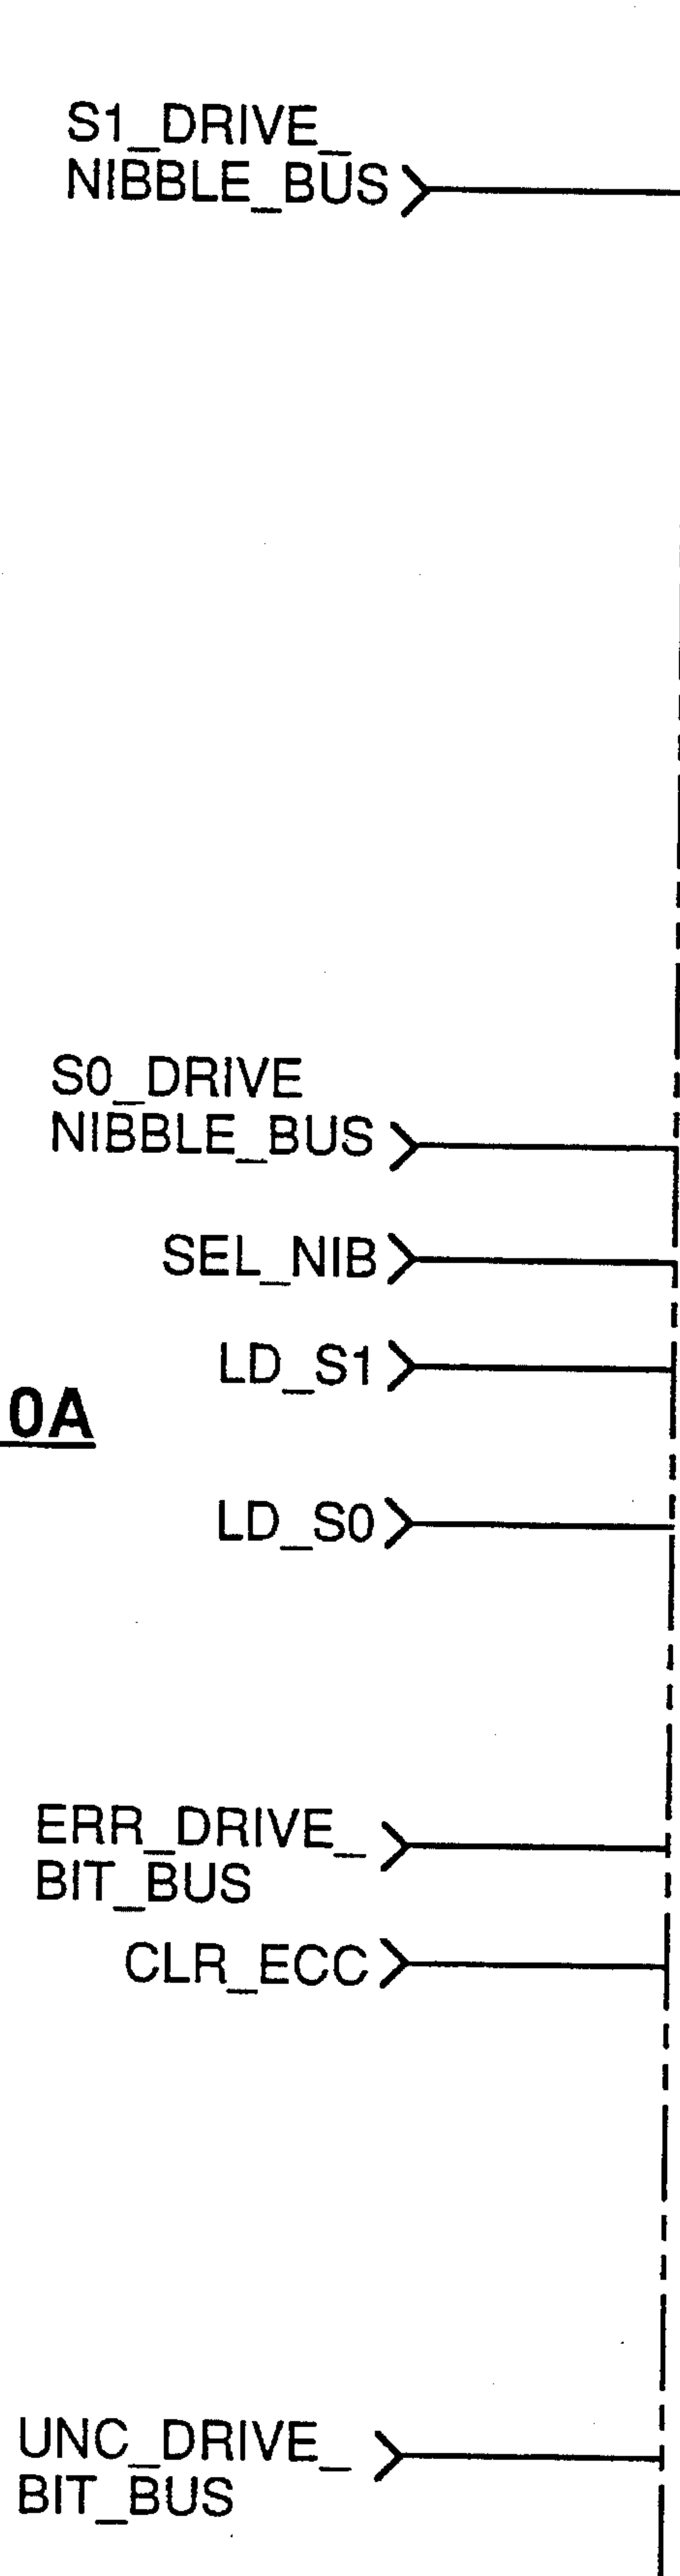 S1_DRIVE_
NIBBLE_BUS
S0_DRIVE
NIBBLE_BUS
SEL_NIB
LD_S1
0A
LD_S0
ERR_DRIVE_
BIT_BUS
CLR_ECC
UNC_DRIVE_
BIT_BUS